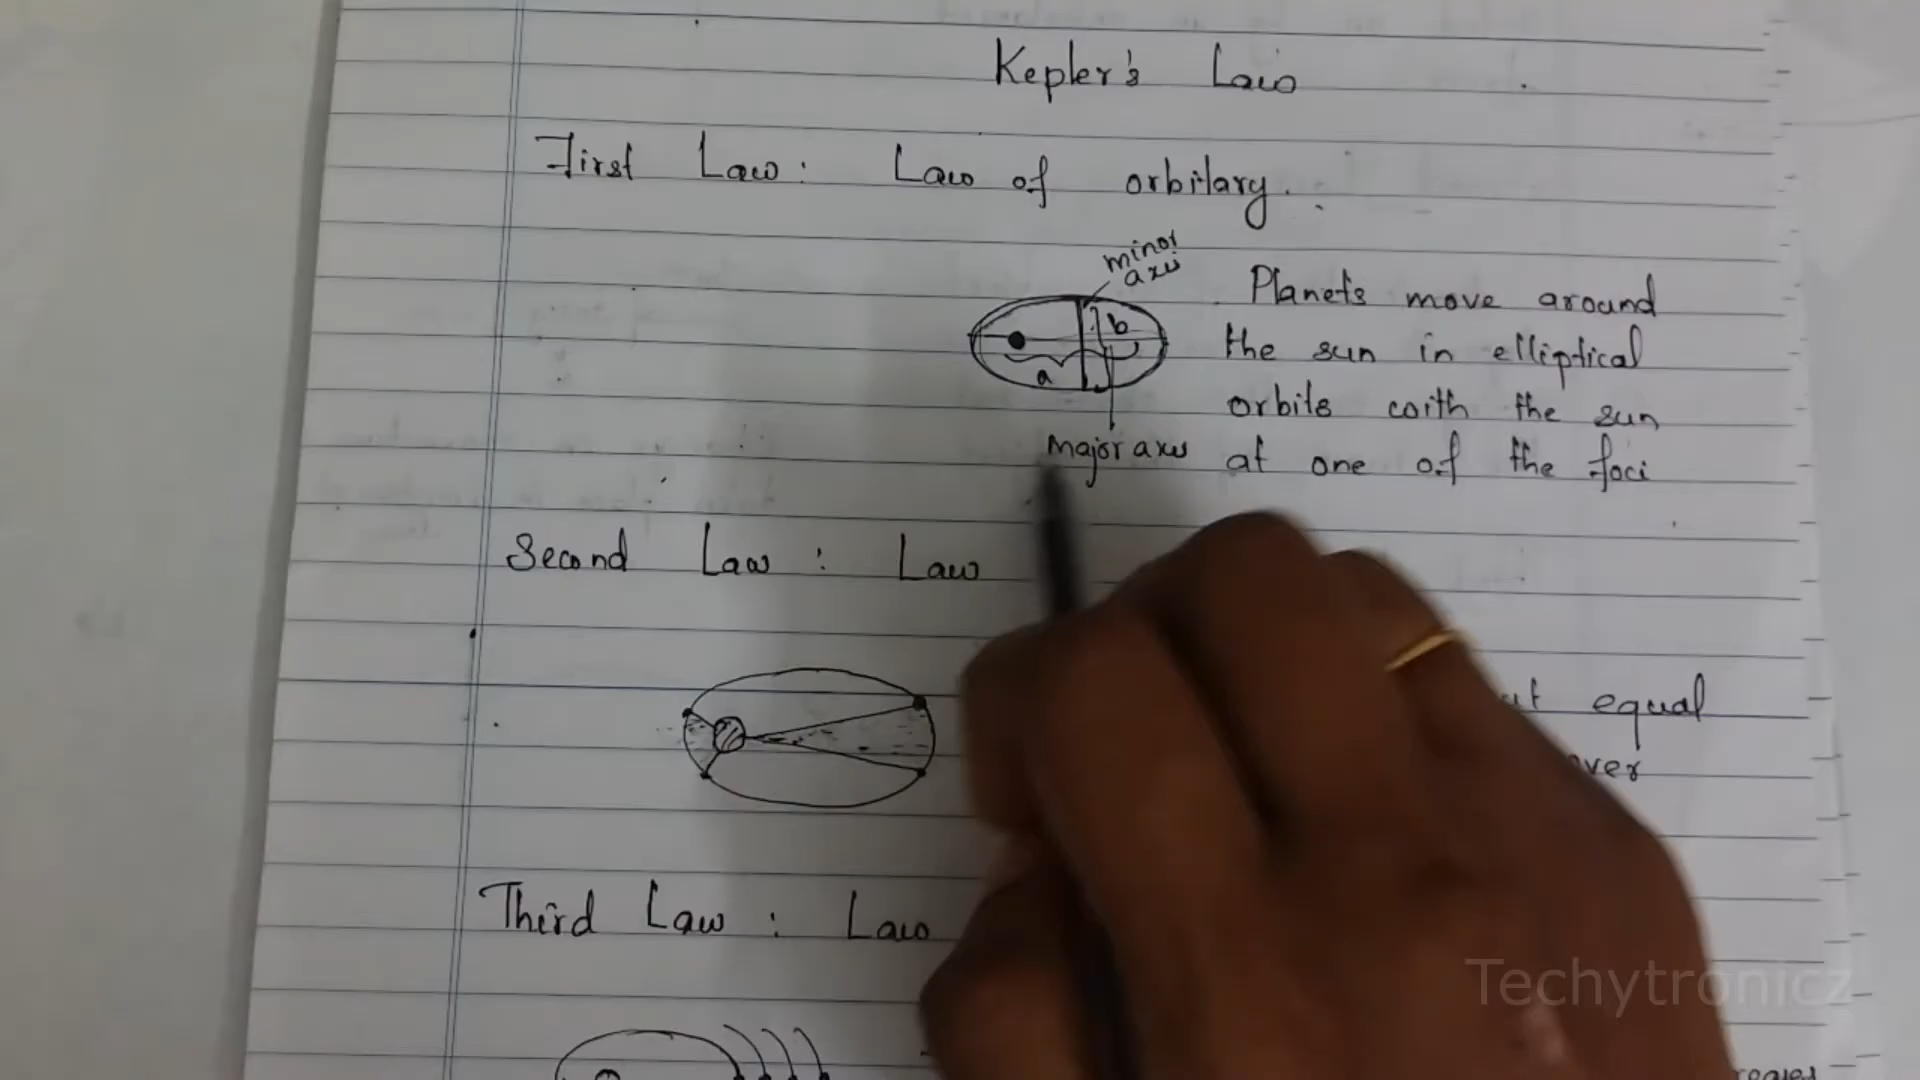 Kepler's Law
First Law: Law of orbitary.
minor
axis
b
a
major axis
Planets move around
the sun in elliptical
orbits with the sun
at one of the foci
Second Law : Law
equal
Third Law : Law
Techytronicz